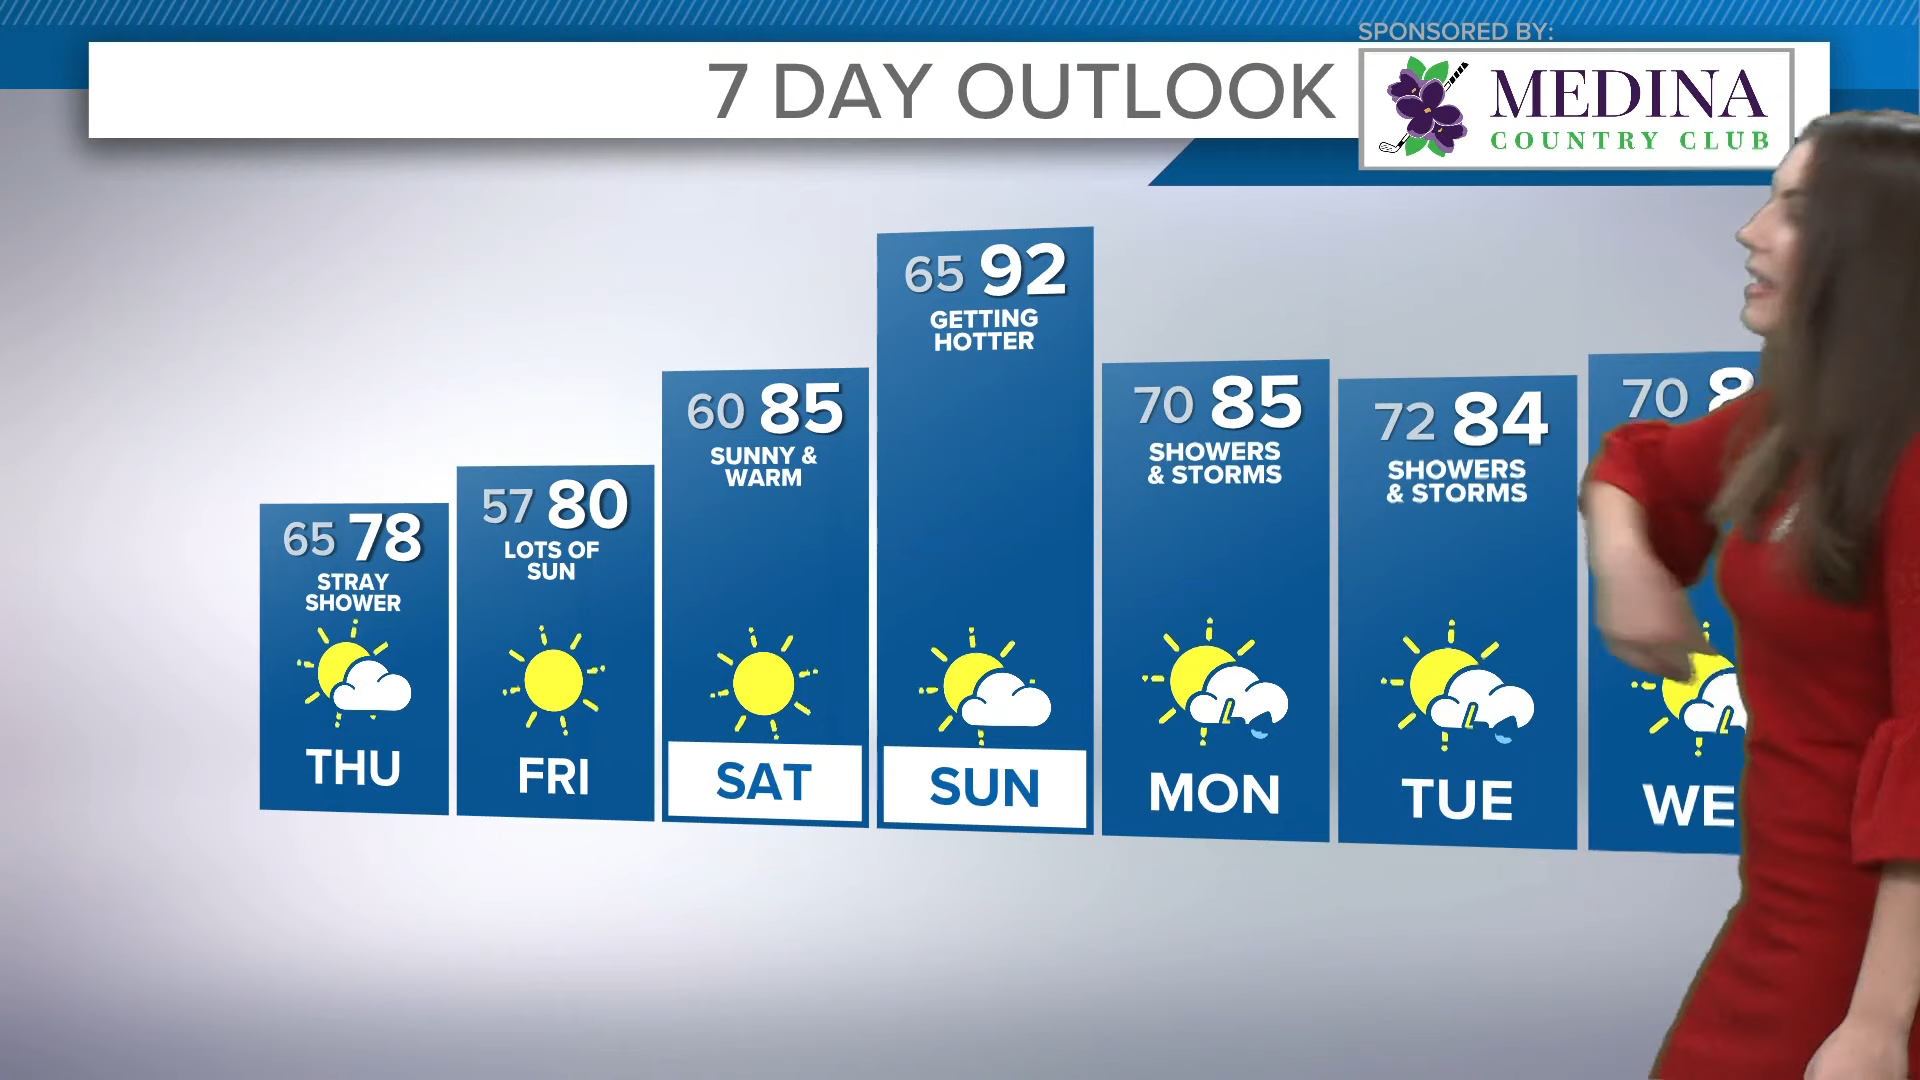 SPONSORED BY:
7 DAY OUTLOOK
MEDINA
COUNTRY CLUB
65 78
STRAY
SHOWER
THU
57 80
LOTS OF
SUN
FRI
60 85
SUNNY &
WARM
SAT
65 92
GETTING
HOTTER
SUN
70 85
SHOWERS
& STORMS
MON
72 84
SHOWERS
& STORMS
TUE
70 8
WE